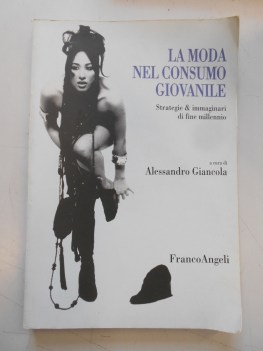 LA MODA
NEL CONSUMO
GIOVANILE
Strategie & immaginari
di fine millennio
a cura di
Alessandro Giancola
FrancoAngeli